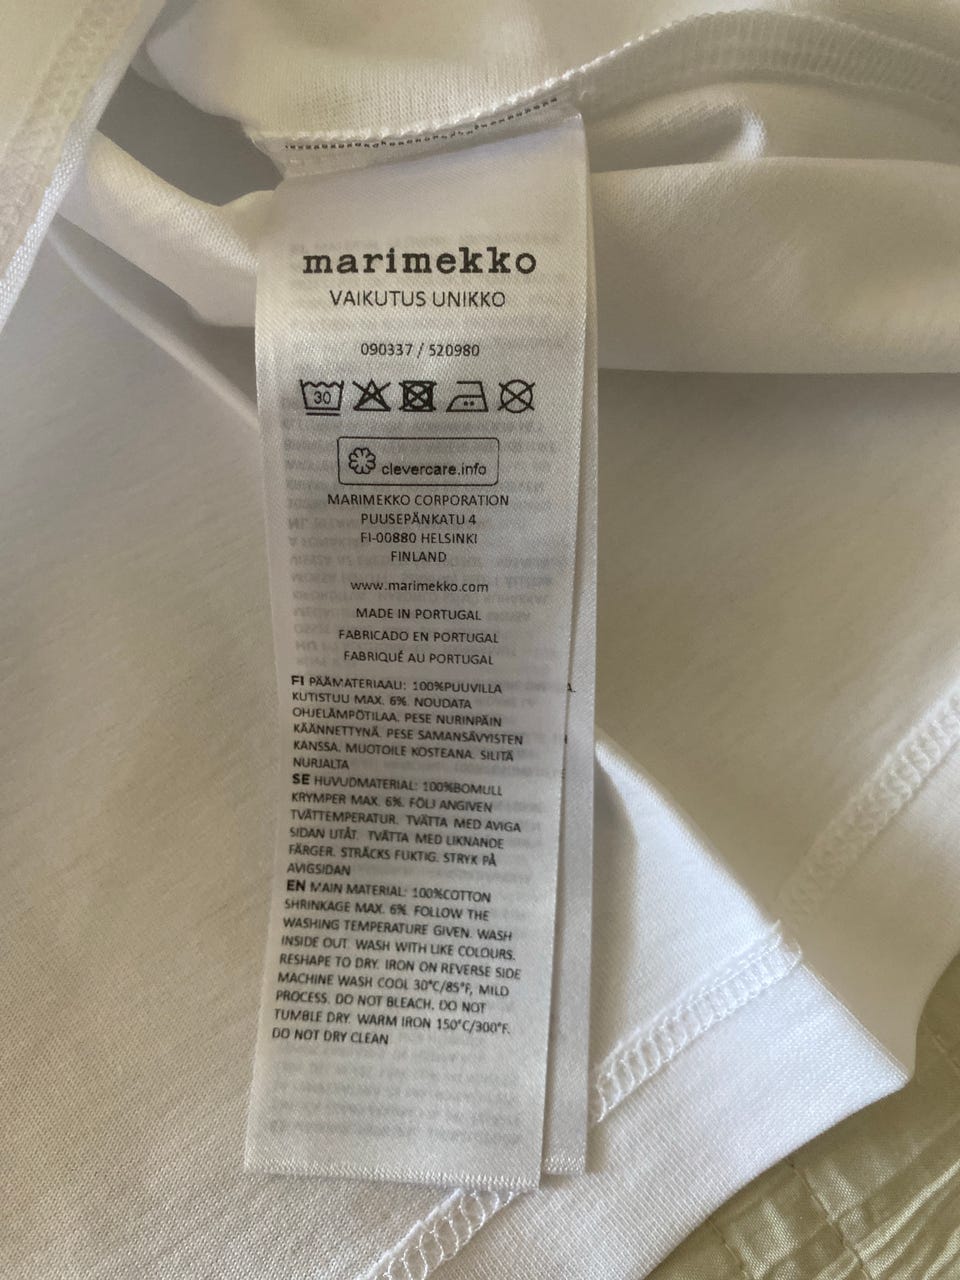 marimekko
VAIKUTUS UNIKKO
090337 / 520980
30
clevercare.info
MARIMEKKO CORPORATION
PUUSEPÄNKATU 4
FI-00880 HELSINKI
FINLAND
www.marimekko.com
MADE IN PORTUGAL
FABRICADO EN PORTUGAL
FABRIQUÉ AU PORTUGAL
FI PÄÄMATERIAALI: 100%PUUVILLA
KUTISTUU MAX. 6%. NOUDATA
OHJELÄMPÖTILAA. PESE NURINPÄIN
KÄÄNNETTYNÄ. PESE SAMANSÄVYISTEN
KANSSA. MUOTOILE KOSTEANA. SILITÄ
NURJALTA
SE HUVUDMATERIAL: 100%BOMULL
KRYMPER MAX. 6%. FÖLJ ANGIVEN
TVÄTTEMPERATUR. TVÄTTA MED AVIGA
SIDAN UTÅT. TVÄTTA MED LIKNANDE
FÄRGER. STRÄCKS FUKTIG. STRYK PÅ
AVIGSIDAN
EN MAIN MATERIAL: 100%COTTON
SHRINKAGE MAX. 6%. FOLLOW THE
WASHING TEMPERATURE GIVEN. WASH
INSIDE OUT. WASH WITH LIKE COLOURS.
RESHAPE TO DRY. IRON ON REVERSE SIDE
MACHINE WASH COOL 30°C/85°F, MILD
PROCESS. DO NOT BLEACH. DO NOT
TUMBLE DRY. WARM IRON 150°C/300°F.
DO NOT DRY CLEAN